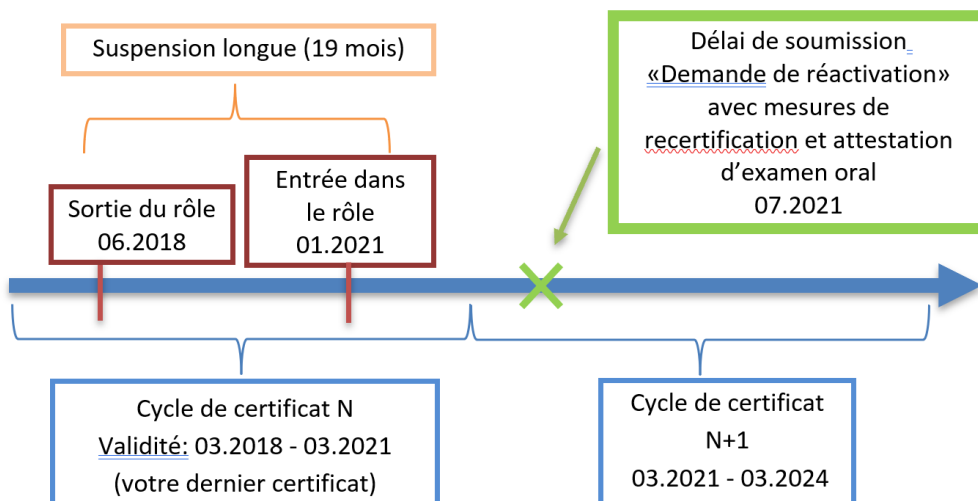 Suspension longue (19 mois)
Délai de soumission
«Demande de réactivation»
avec mesures de
recertification et attestation
d’examen oral
07.2021
Sortie du rôle
06.2018
Entrée dans
le rôle
01.2021
Cycle de certificat N
Validité: 03.2018 - 03.2021
(votre dernier certificat)
Cycle de certificat
N+1
03.2021 - 03.2024